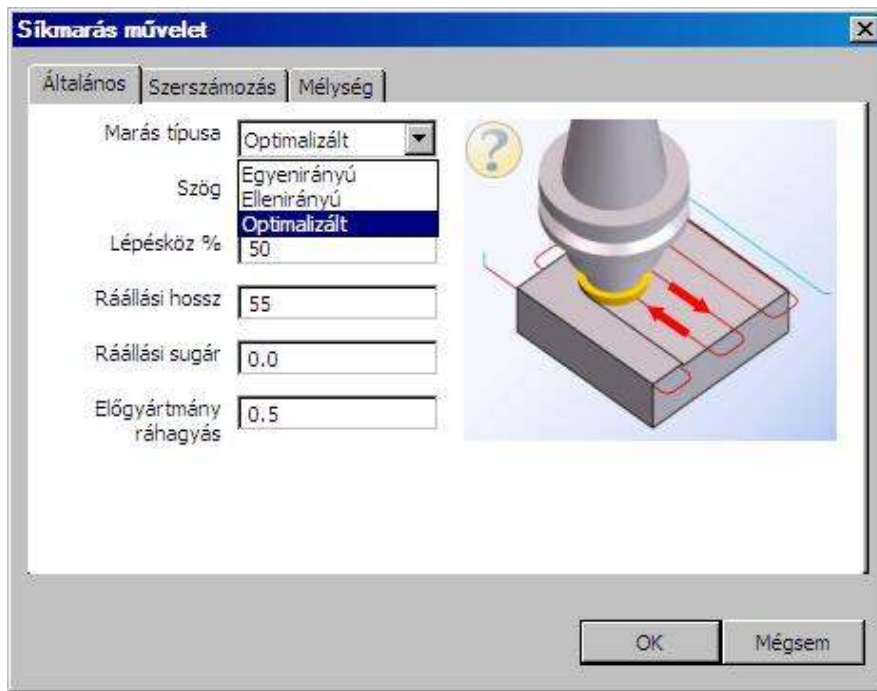 Síkmarás művelet
Általános Szerszámozás Mélység
Marás típusa Optimalizált
Egyenirányú
Szög
Ellenirányú
Optimalizált
Lépésköz % 50
Ráállási hossz 55
Ráállási sugár 0.0
Előgyártmány ráhagyás 0.5
?
OK Mégsem